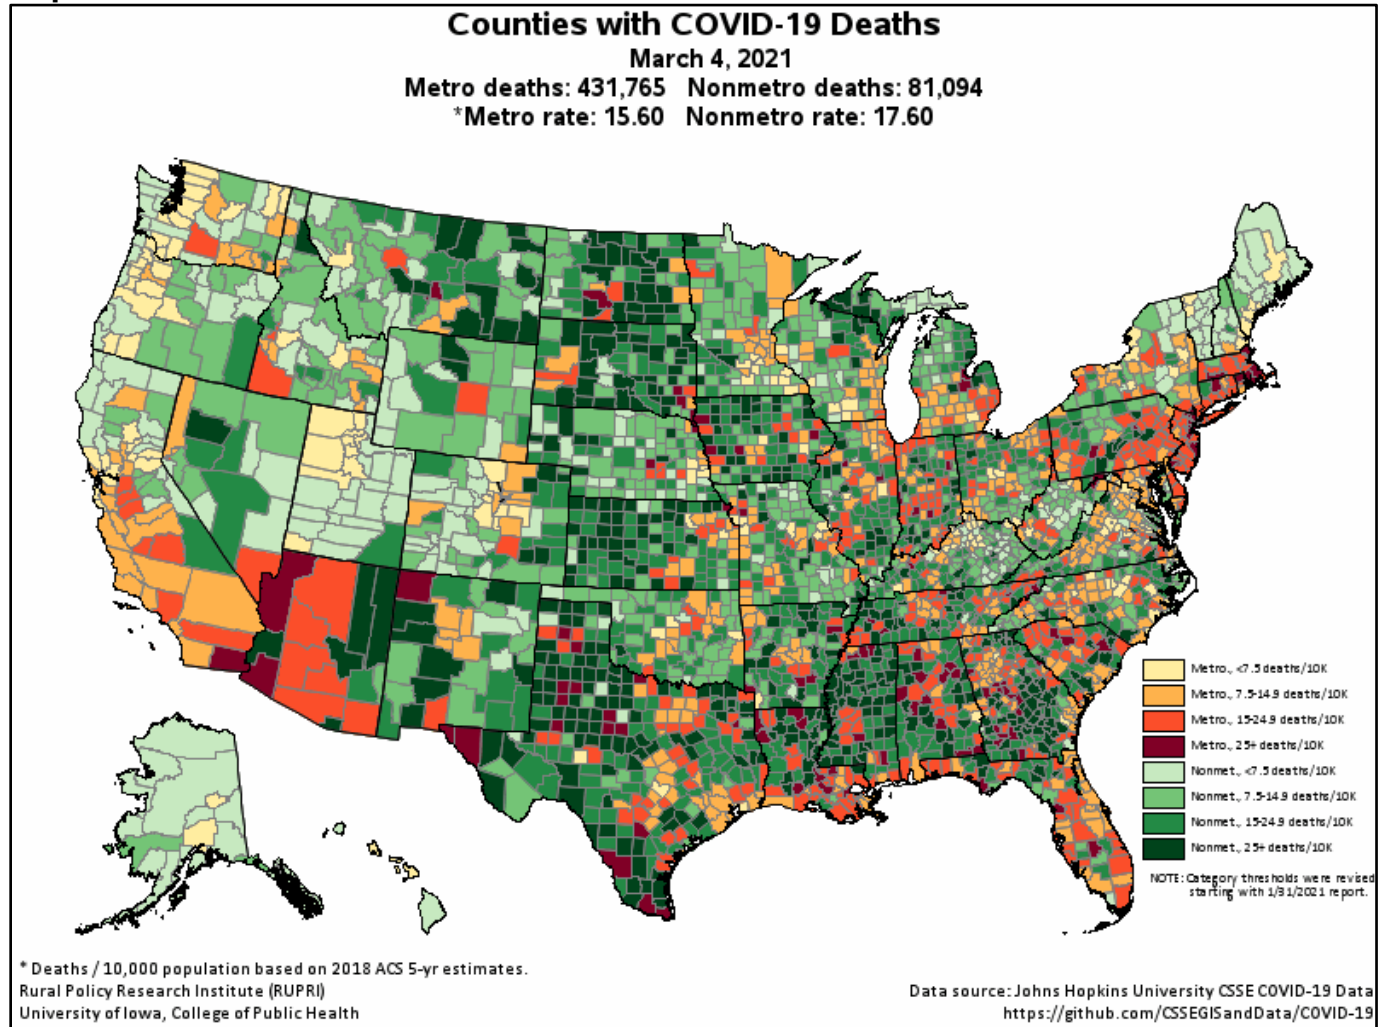 Counties with COVID-19 Deaths
March 4, 2021
Metro deaths: 431,765 Nonmetro deaths: 81,094
*Metro rate: 15.60 Nonmetro rate: 17.60
Metro., <7.5 deaths/10K
Metro., 7.5-14.9 deaths/10K
Metro., 15-24.9 deaths/10K
Metro., 25+ deaths/10K
Nonmet., <7.5 deaths/10K
Nonmet., 7.5-14.9 deaths/10K
Nonmet., 15-24.9 deaths/10K
Nonmet., 25+ deaths/10K
NOTE: Category thresholds were revised
starting with 1/31/2021 report.
* Deaths / 10,000 population based on 2018 ACS 5-yr estimates.
Rural Policy Research Institute (RUPRI)
University of Iowa, College of Public Health
Data source: Johns Hopkins University CSSE COVID-19 Data
https://github.com/CSSEGISandData/COVID-19